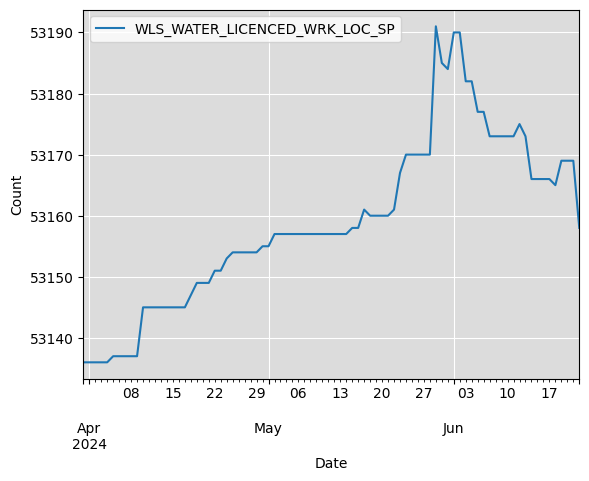 WLS_WATER_LICENCED_WRK_LOC_SP
53190
53180
53170
53160
53150
53140
Count
08 15 22 29 06 13 20 27 03 10 17
Apr May Jun
2024
Date